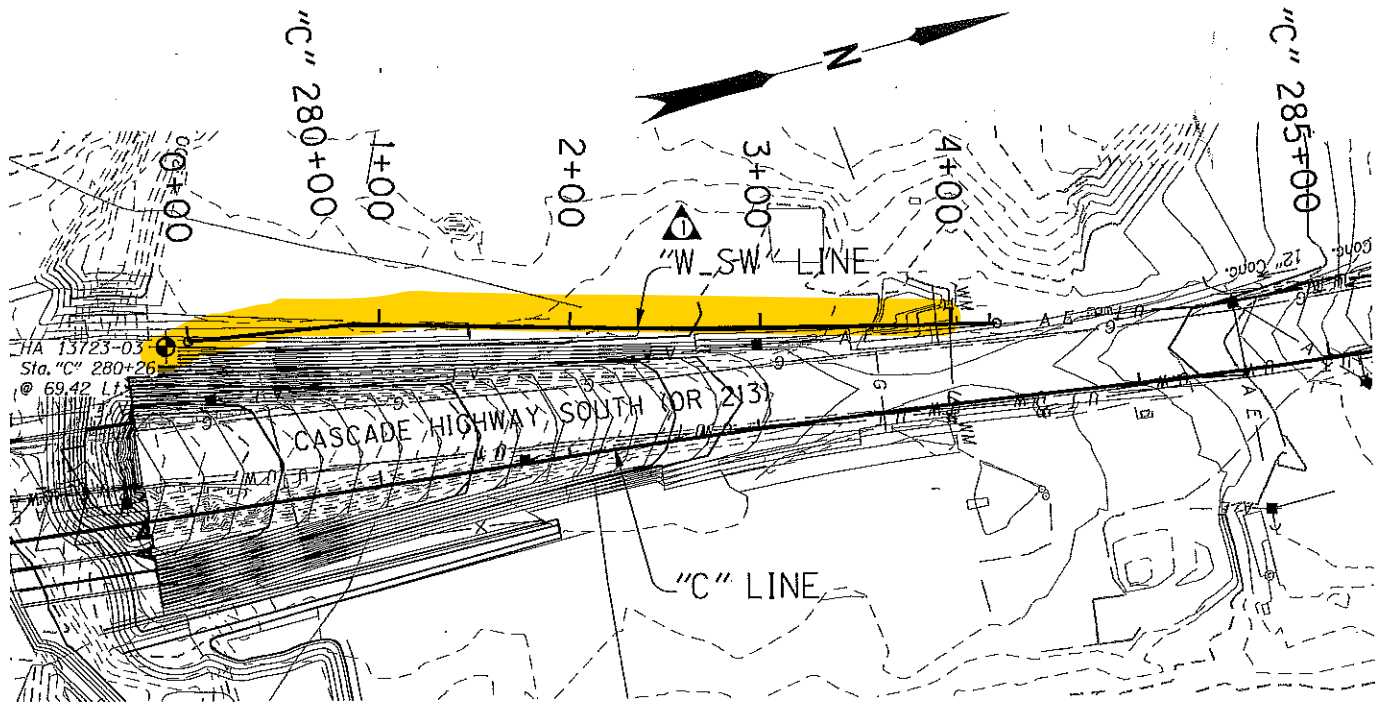 "C" 280+00
N
"C" 285+00
0+00
1+00
2+00
3+00
4+00
1
"W_SW" LINE
12" Conc.
Conc.
HA 13723-03
Sta. "C" 280+26
@ 69.42 Lt
CASCADE HIGHWAY SOUTH (OR 213)
"C" LINE